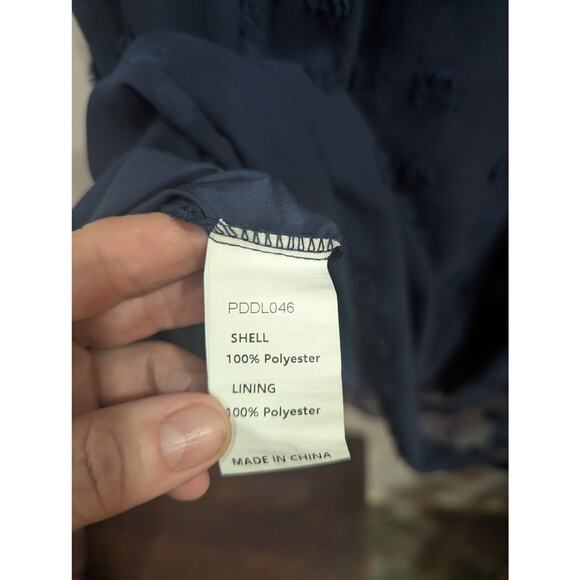 PDDL046
SHELL
100% Polyester
LINING
100% Polyester
MADE IN CHINA